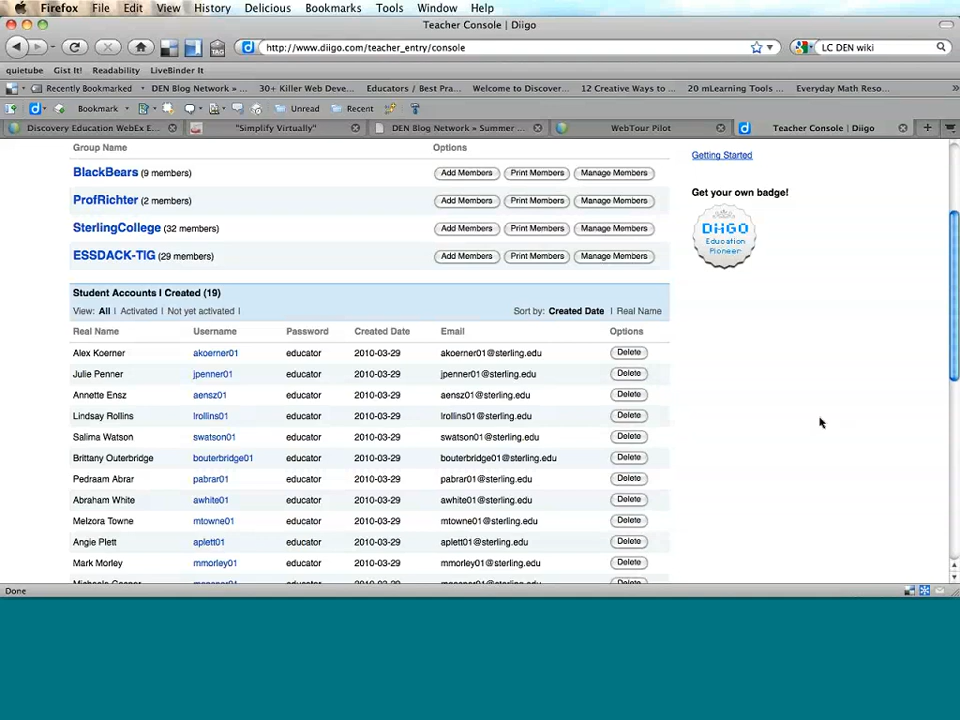 Firefox File Edit View History Delicious Bookmarks Tools Window Help
Teacher Console | Diigo
TAG http://www.diigo.com/teacher_entry/console LC DEN wiki
quietube Gist It! Readability LiveBinder It
Recently Bookmarked DEN Blog Network » ... 30+ Killer Web Deve... Educators / Best Pra... Welcome to Discover... 12 Creative Ways to ... 20 mLearning Tools ... Everyday Math Reso...
Bookmark Unread Recent
Discovery Education WebEx E... "Simplify Virtually" DEN Blog Network » Summer ... WebTour Pilot Teacher Console | Diigo
Group Name Options
Getting Started
BlackBears (9 members) Add Members Print Members Manage Members
Get your own badge!
ProfRichter (2 members) Add Members Print Members Manage Members
SterlingCollege (32 members) Add Members Print Members Manage Members
DiiGO
Education
Pioneer
ESSDACK-TIG (29 members) Add Members Print Members Manage Members
Student Accounts I Created (19)
View: All | Activated | Not yet activated | Sort by: Created Date | Real Name
Real Name Username Password Created Date Email Options
Alex Koerner akoerner01 educator 2010-03-29 akoerner01@sterling.edu Delete
Julie Penner jpenner01 educator 2010-03-29 jpenner01@sterling.edu Delete
Annette Ensz aensz01 educator 2010-03-29 aensz01@sterling.edu Delete
Lindsay Rollins lrollins01 educator 2010-03-29 lrollins01@sterling.edu Delete
Salima Watson swatson01 educator 2010-03-29 swatson01@sterling.edu Delete
Brittany Outerbridge bouterbridge01 educator 2010-03-29 bouterbridge01@sterling.edu Delete
Pedraam Abrar pabrar01 educator 2010-03-29 pabrar01@sterling.edu Delete
Abraham White awhite01 educator 2010-03-29 awhite01@sterling.edu Delete
Melzora Towne mtowne01 educator 2010-03-29 mtowne01@sterling.edu Delete
Angie Plett aplett01 educator 2010-03-29 aplett01@sterling.edu Delete
Mark Morley mmorley01 educator 2010-03-29 mmorley01@sterling.edu Delete
Done